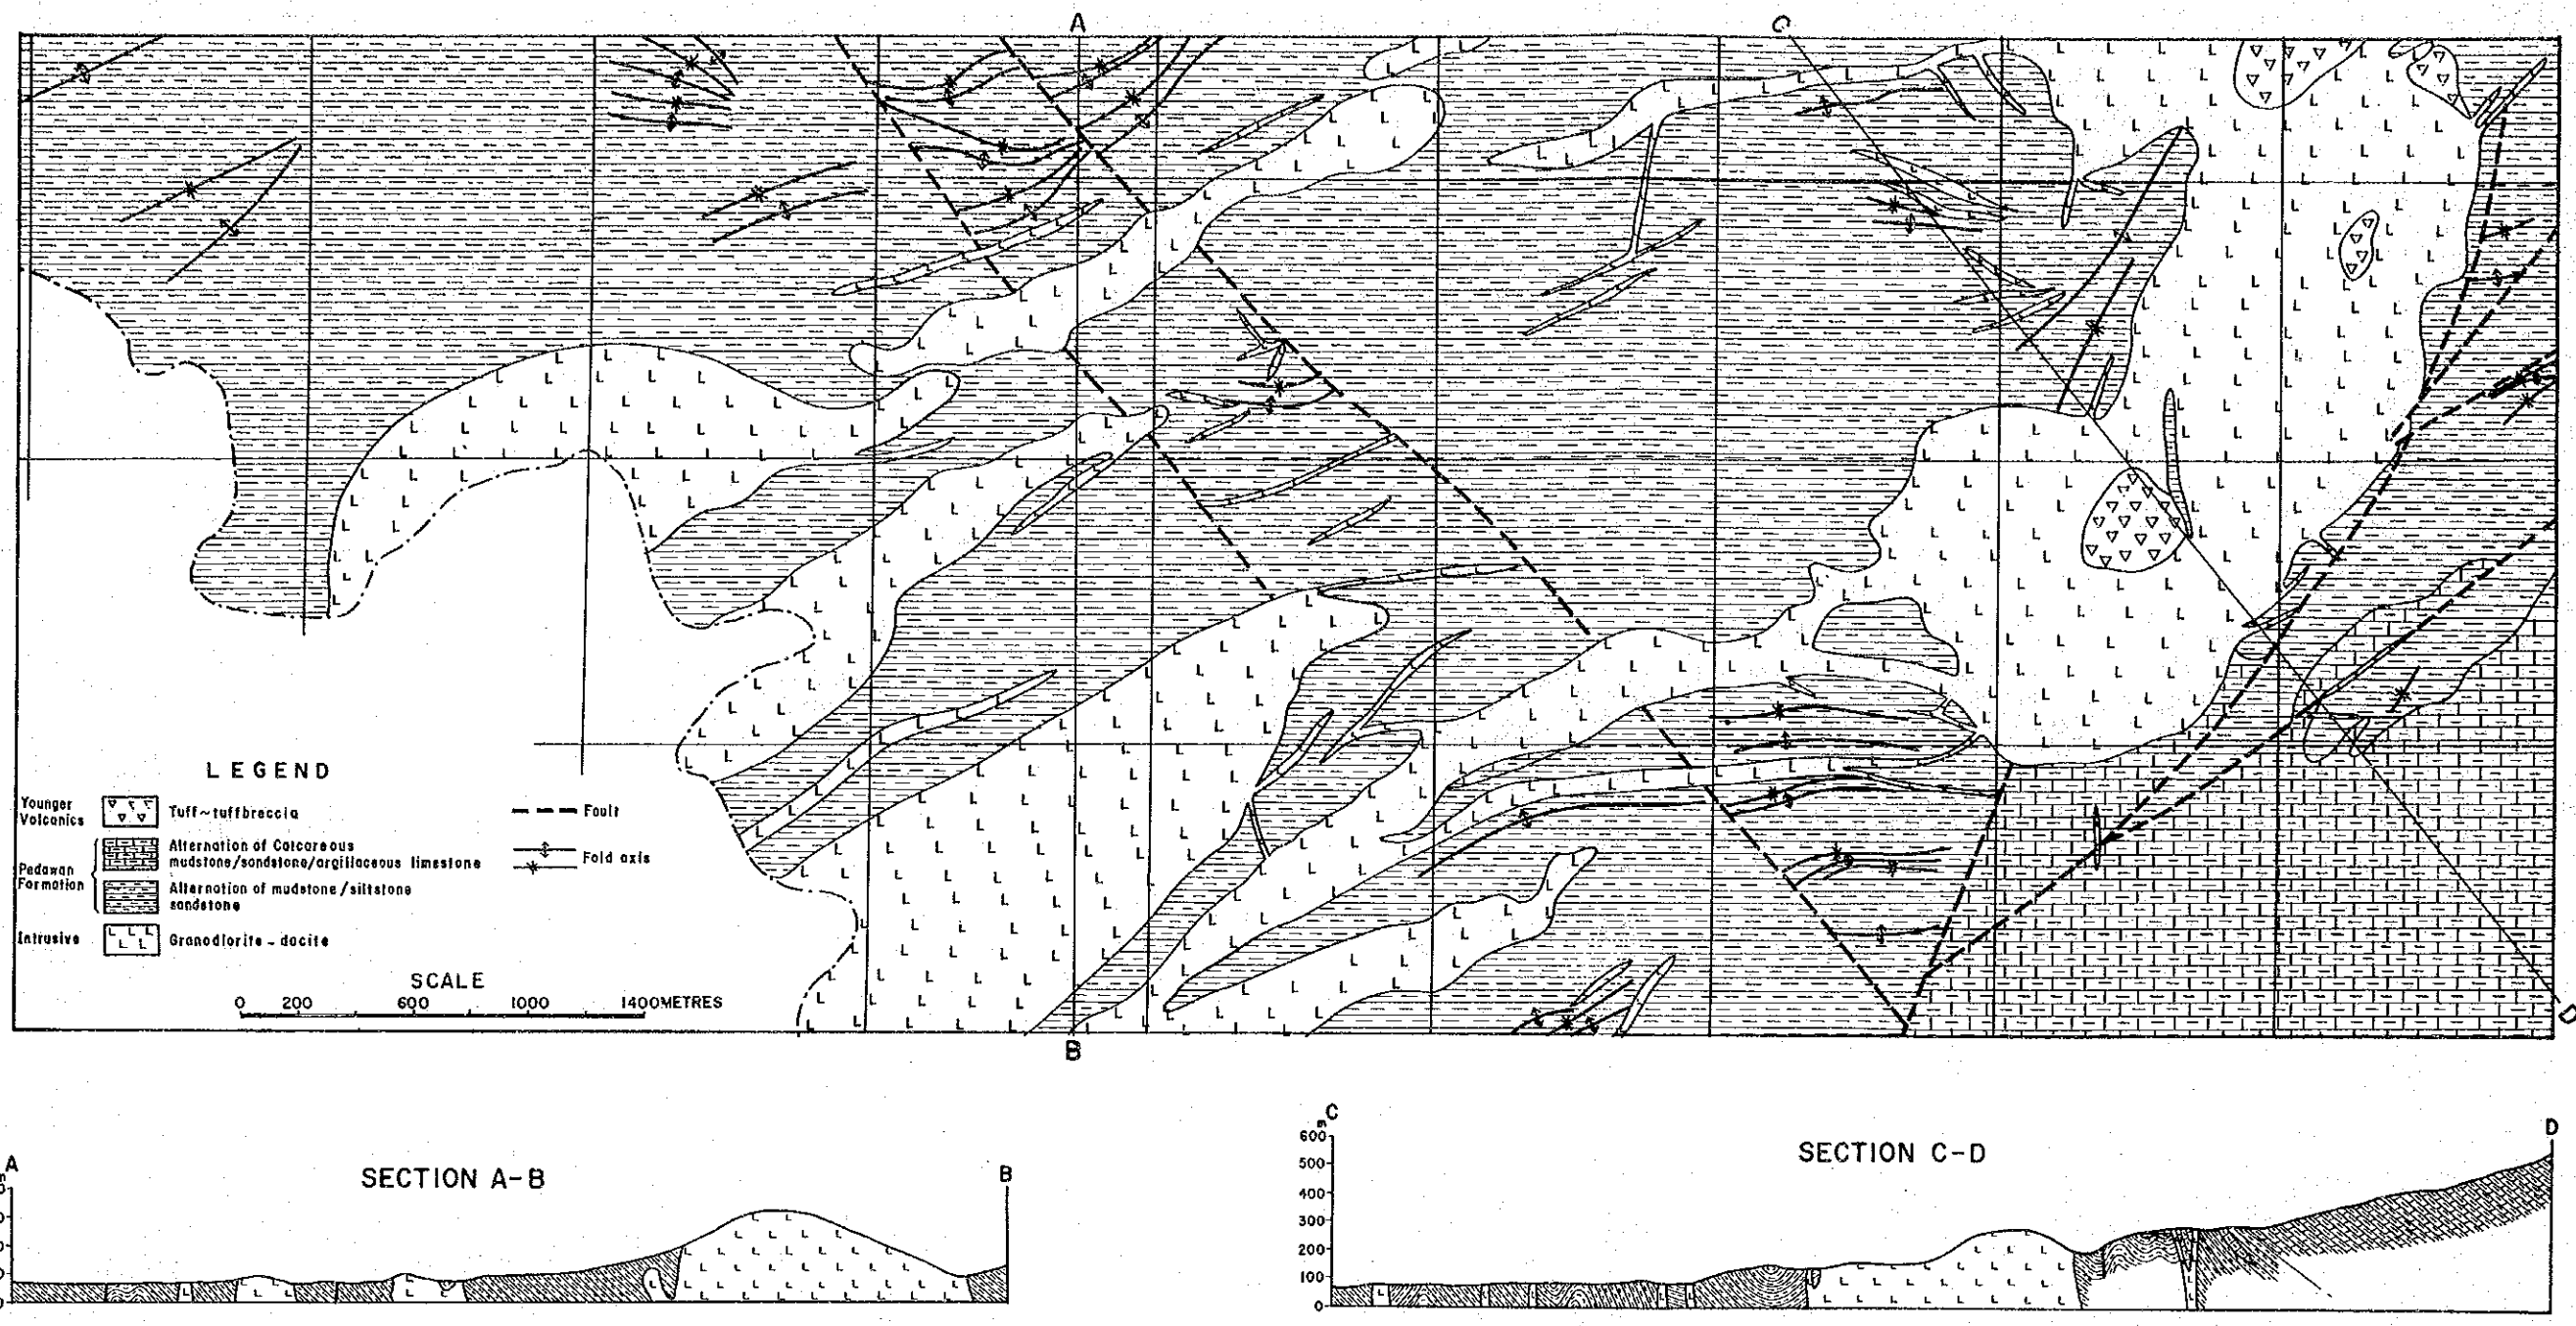 A
C
LEGEND
Younger Volcanics
Tuff~tuffbreccia
Pedawan Formation
Alternation of Calcareous
mudstone/sandstone/argillaceous limestone
Alternation of mudstone/siltstone
sandstone
Intrusive
Granodiorite - dacite
Fault
Fold axis
SCALE
0 200 600 1000 1400METRES
B
D
A
SECTION A-B
B
C
m
600
500
400
300
200
100
0
SECTION C-D
D